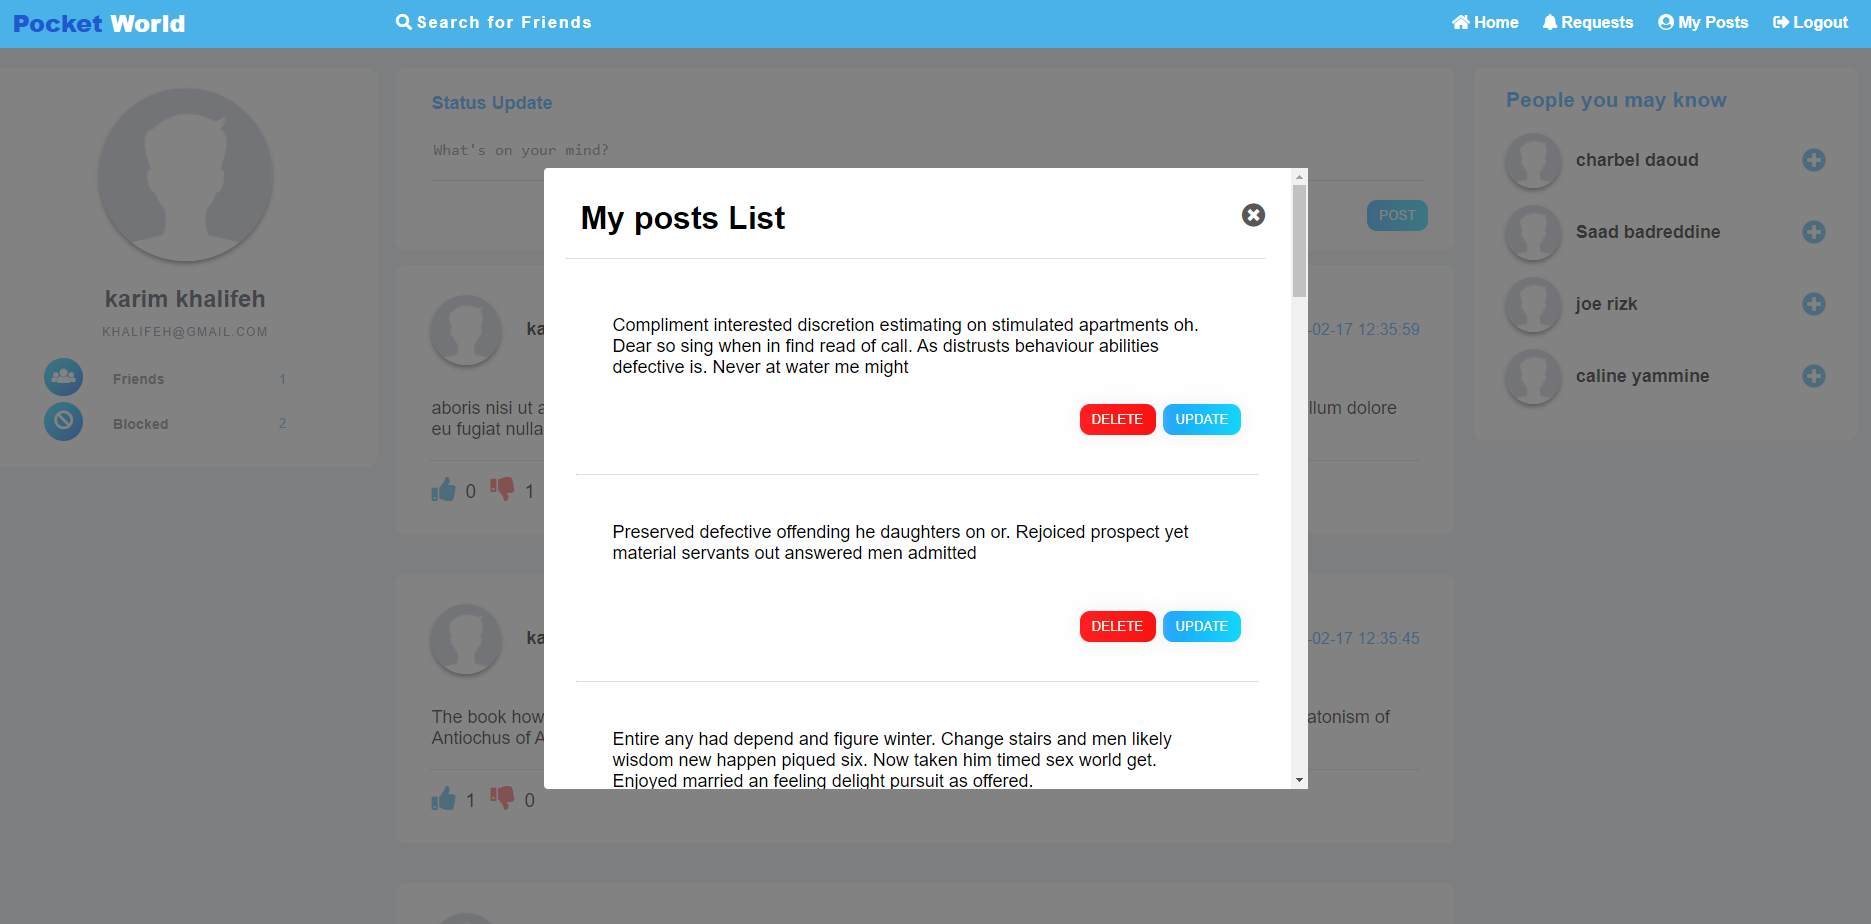 Pocket World
Search for Friends
Home
Requests
My Posts
Logout
karim khalifeh
KHALIFEH@GMAIL.COM
Friends 1
Blocked 2
Status Update
What's on your mind?
POST
ka
-02-17 12:35:59
aboris nisi ut a
llum dolore
eu fugiat nulla
0 1
ka
-02-17 12:35:45
The book how
atonism of
Antiochus of A
1 0
My posts List
Compliment interested discretion estimating on stimulated apartments oh.
Dear so sing when in find read of call. As distrusts behaviour abilities
defective is. Never at water me might
DELETE UPDATE
Preserved defective offending he daughters on or. Rejoiced prospect yet
material servants out answered men admitted
DELETE UPDATE
Entire any had depend and figure winter. Change stairs and men likely
wisdom new happen piqued six. Now taken him timed sex world get.
Enjoyed married an feeling delight pursuit as offered.
People you may know
charbel daoud
Saad badreddine
joe rizk
caline yammine